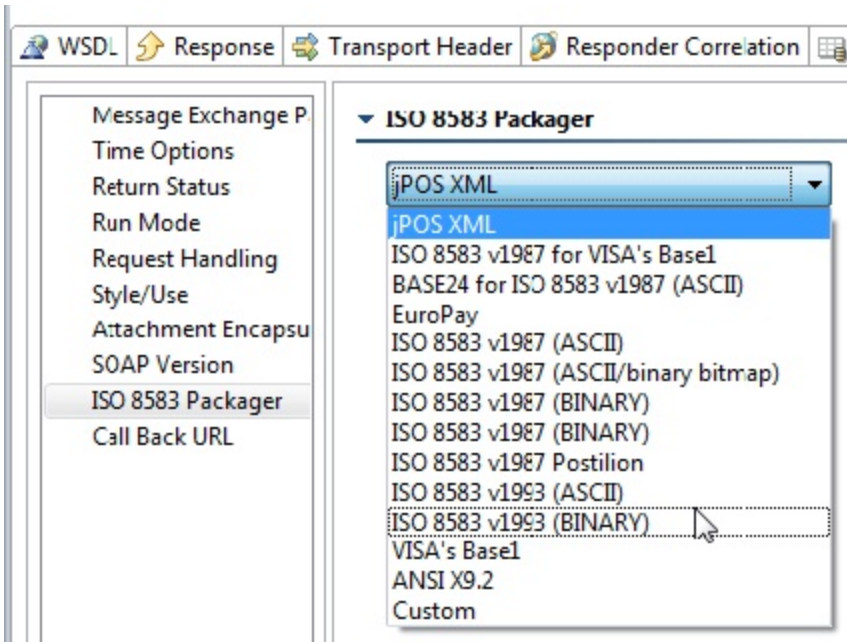 WSDL Response Transport Header Responder Correlation
Message Exchange P
Time Options
Return Status
Run Mode
Request Handling
Style/Use
Attachment Encapsu
SOAP Version
ISO 8583 Packager
Call Back URL
ISO 8583 Packager
jPOS XML
jPOS XML
ISO 8583 v1987 for VISA's Base1
BASE24 for ISO 8583 v1987 (ASCII)
EuroPay
ISO 8583 v1987 (ASCII)
ISO 8583 v1987 (ASCII/binary bitmap)
ISO 8583 v1987 (BINARY)
ISO 8583 v1987 (BINARY)
ISO 8583 v1987 Postilion
ISO 8583 v1993 (ASCII)
ISO 8583 v1993 (BINARY)
VISA's Base1
ANSI X9.2
Custom